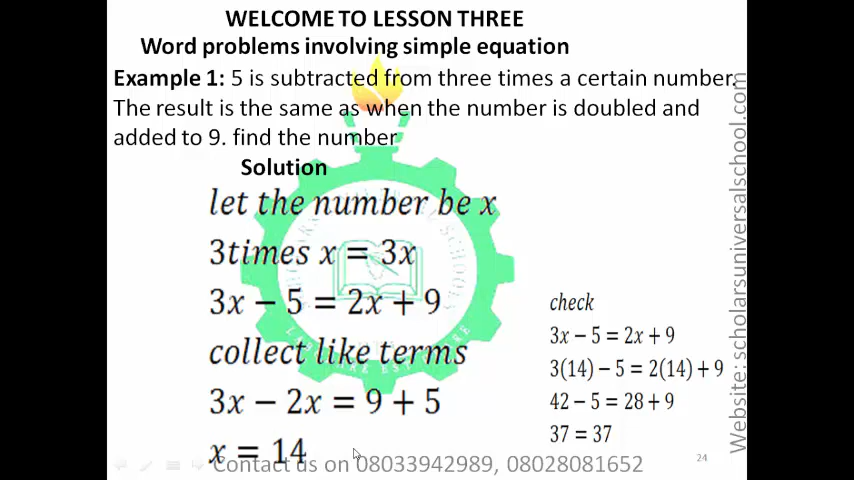 WELCOME TO LESSON THREE
Word problems involving simple equation
Example 1: 5 is subtracted from three times a certain number.
The result is the same as when the number is doubled and
added to 9. find the number
Solution
let the number be x
3times x = 3x
3x − 5 = 2x + 9
collect like terms
3x − 2x = 9 + 5
x = 14
check
3x − 5 = 2x + 9
3(14) − 5 = 2(14) + 9
42 − 5 = 28 + 9
37 = 37
Contact us on 08033942989, 08028081652
24
Website: scholarsuniversalschool.com